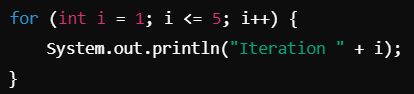 for (int i = 1; i <= 5; i++) {
    System.out.println("Iteration " + i);
}